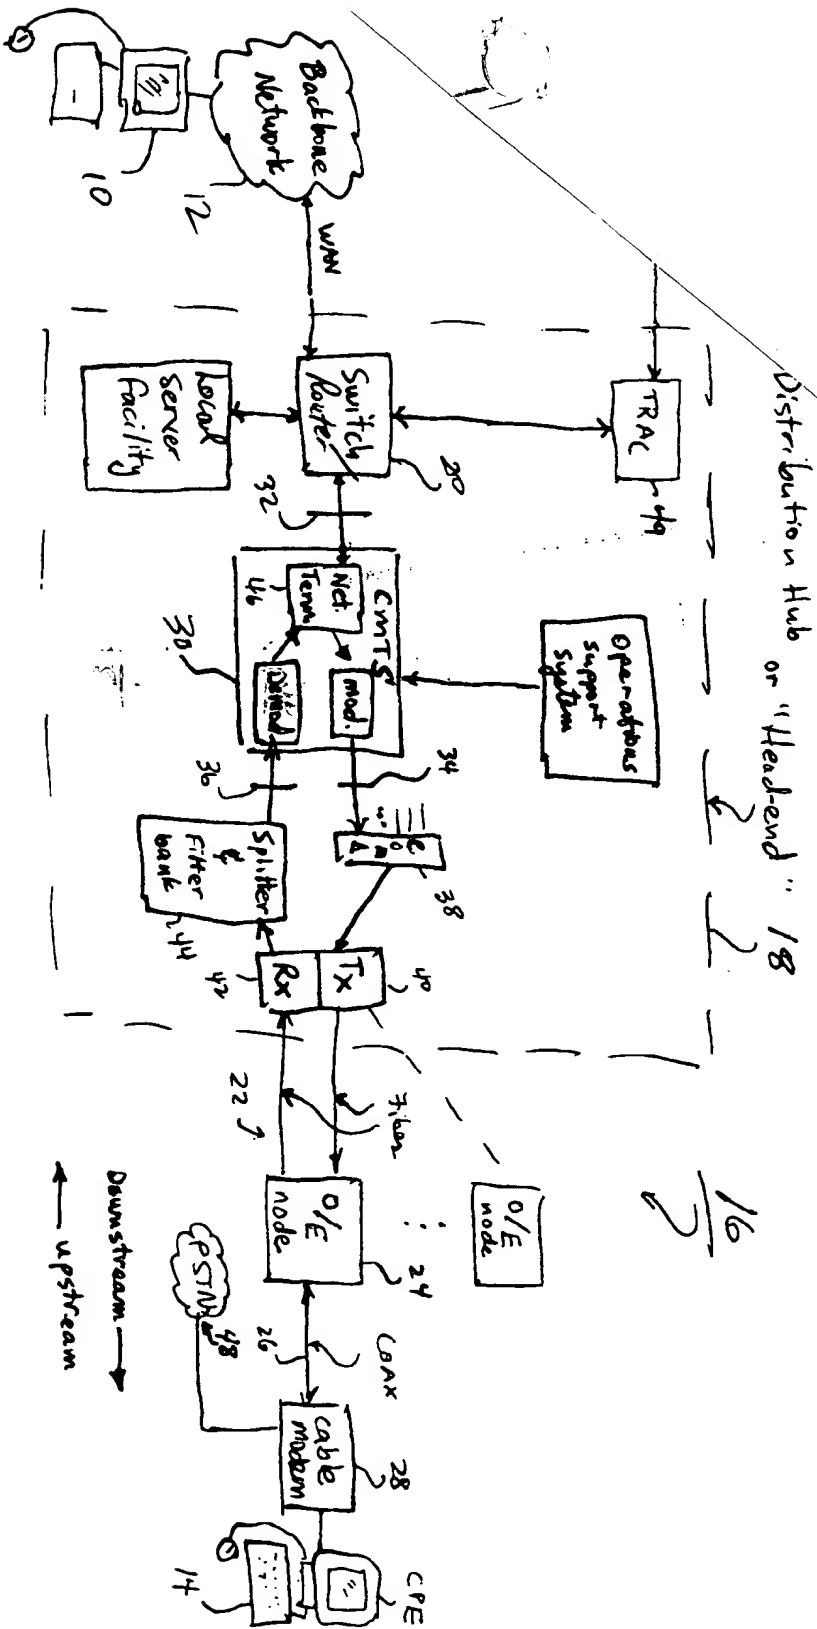 Distribution Hub or "Head-end" 18
16
TRAC
49
Operations
support
system
O/E
node
Backbone
Network
12
10
WAN
Switch
Router
20
Local
Server
facility
32
CMTS
Net.
Term.
46
30
mod.
Demod
34
36
38
Splitter
&
Filter
bank
44
Tx
40
Rx
42
Fiber
22
O/E
node
24
COAX
26
PSTN
48
cable
modem
28
CPE
14
Downstream
upstream